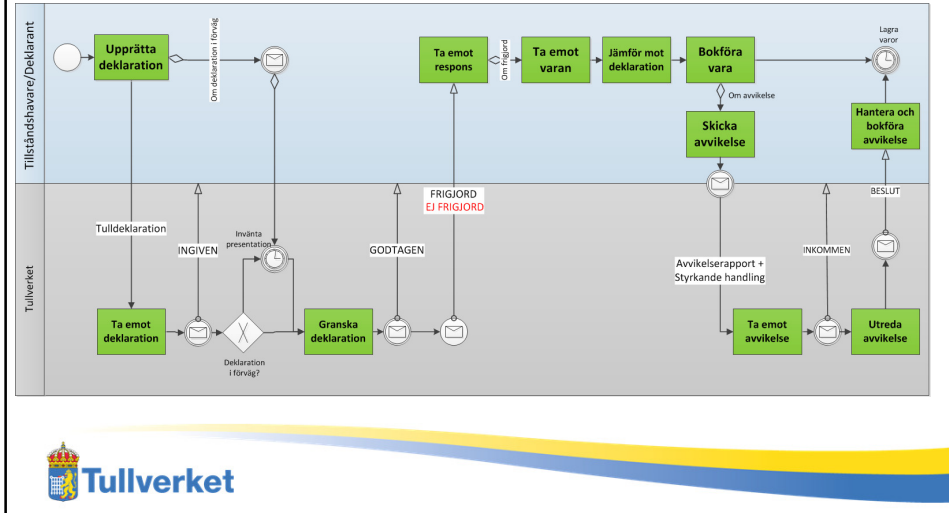 Tillståndshavare/Deklarant
Upprätta
deklaration
Om deklaration i förväg
Ta emot
respons
Om frigjord
Ta emot
varan
Jämför mot
deklaration
Bokföra
vara
Lagra
varor
Om avvikelse
Skicka
avvikelse
Hantera och
bokföra
avvikelse
Tullverket
Tulldeklaration
INGIVEN
Invänta
presentation
GODTAGEN
FRIGJORD
EJ FRIGJORD
Avvikelserapport +
Styrkande handling
INKOMMEN
BESLUT
Ta emot
deklaration
X
Deklaration
i förväg?
Granska
deklaration
Ta emot
avvikelse
Utreda
avvikelse
Tullverket